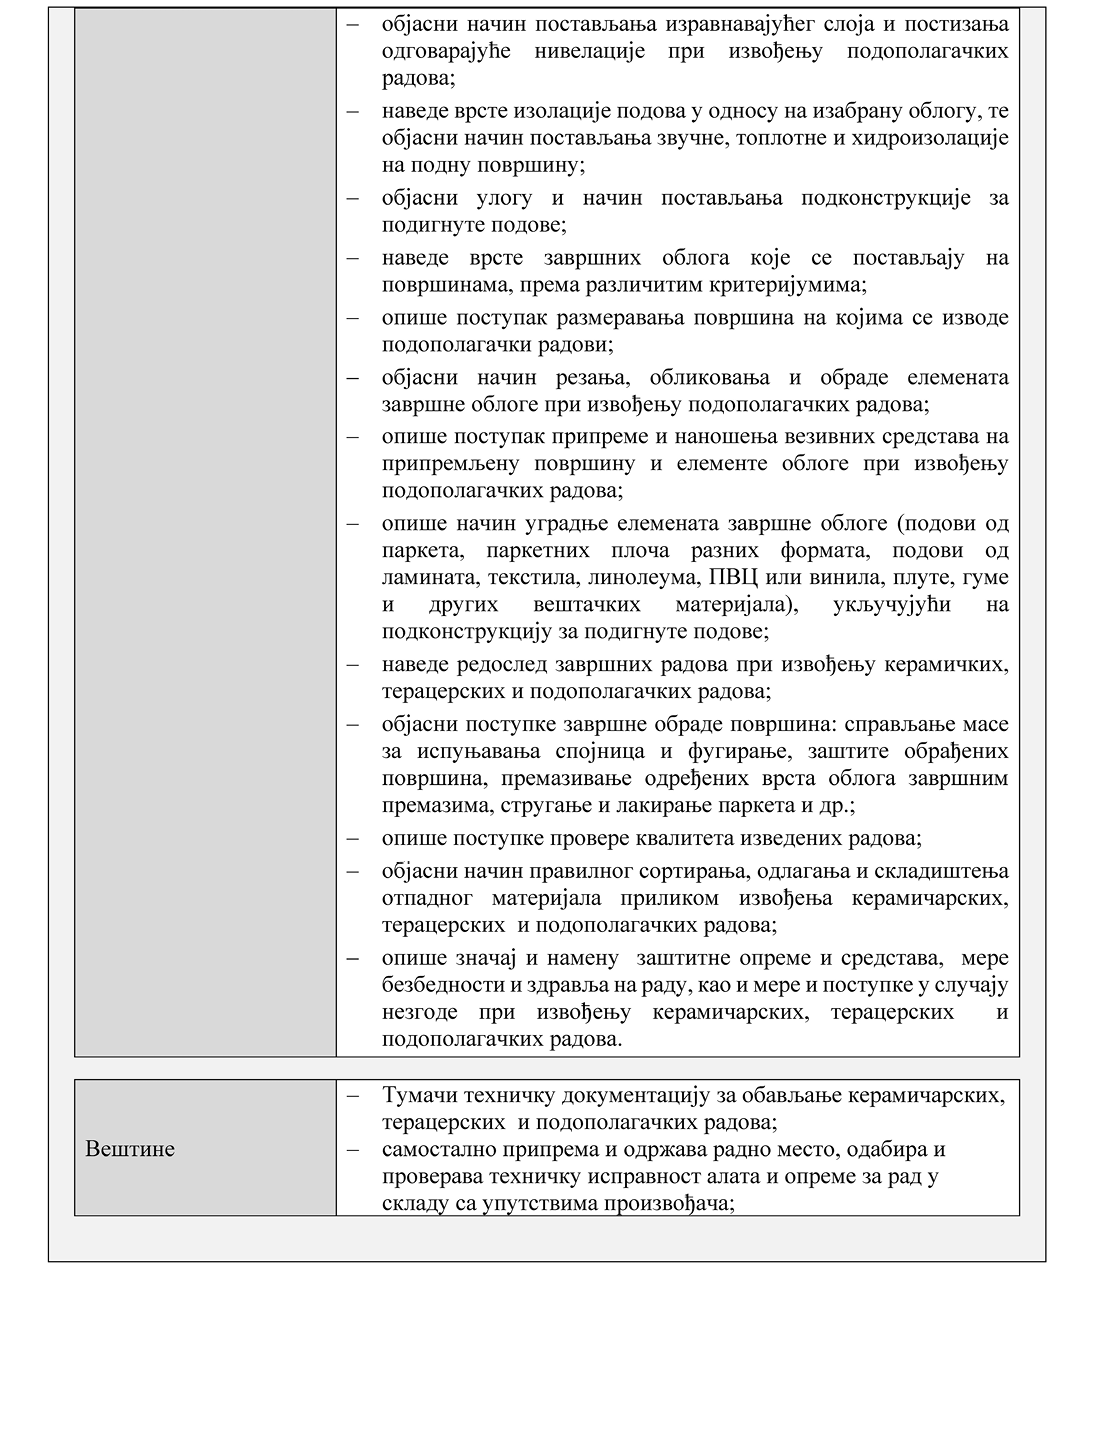 – објасни начин постављања изравнавајућег слоја и постизања
одговарајуће нивелације при извођењу подополагачких
радова;
– наведе врсте изолације подова у односу на изабрану облогу, те
објасни начин постављања звучне, топлотне и хидроизолације
на подну површину;
– објасни улогу и начин постављања подконструкције за
подигнуте подове;
– наведе врсте завршних облога које се постављају на
површинама, према различитим критеријумима;
– опише поступак размеравања површина на којима се изводе
подополагачки радови;
– објасни начин резања, обликовања и обраде елемената
завршне облоге при извођењу подополагачких радова;
– опише поступак припреме и наношења везивних средстава на
припремљену површину и елементе облоге при извођењу
подополагачких радова;
– опише начин уградње елемената завршне облоге (подови од
паркета, паркетних плоча разних формата, подови од
ламината, текстила, линолеума, ПВЦ или винила, плуте, гуме
и других вештачких материјала), укључујући на
подконструкцију за подигнуте подове;
– наведе редослед завршних радова при извођењу керамичких,
терацерских и подополагачких радова;
– објасни поступке завршне обраде површина: справљање масе
за испуњавања спојница и фугирање, заштите обрађених
површина, премазивање одређених врста облога завршним
премазима, стругање и лакирање паркета и др.;
– опише поступке провере квалитета изведених радова;
– објасни начин правилног сортирања, одлагања и складиштења
отпадног материјала приликом извођења керамичарских,
терацерских и подополагачких радова;
– опише значај и намену заштитне опреме и средстава, мере
безбедности и здравља на раду, као и мере и поступке у случају
незгоде при извођењу керамичарских, терацерских и
подополагачких радова.
Вештине
– Тумачи техничку документацију за обављање керамичарских,
терацерских и подополагачких радова;
– самостално припрема и одржава радно место, одабира и
проверава техничку исправност алата и опреме за рад у
складу са упутствима произвођача;